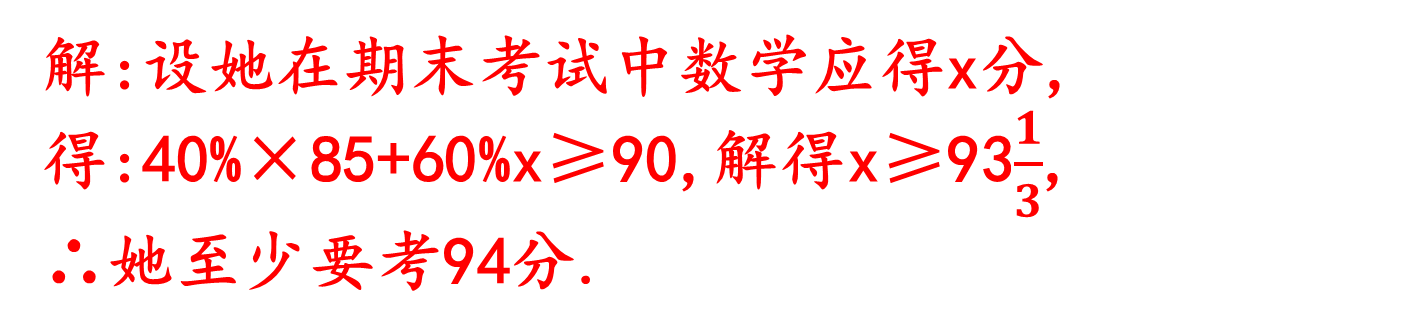 解:设她在期末考试中数学应得x分,
得:40%×85+60%x≥90,解得x≥93$\frac{1}{3}$,
∴她至少要考94分.